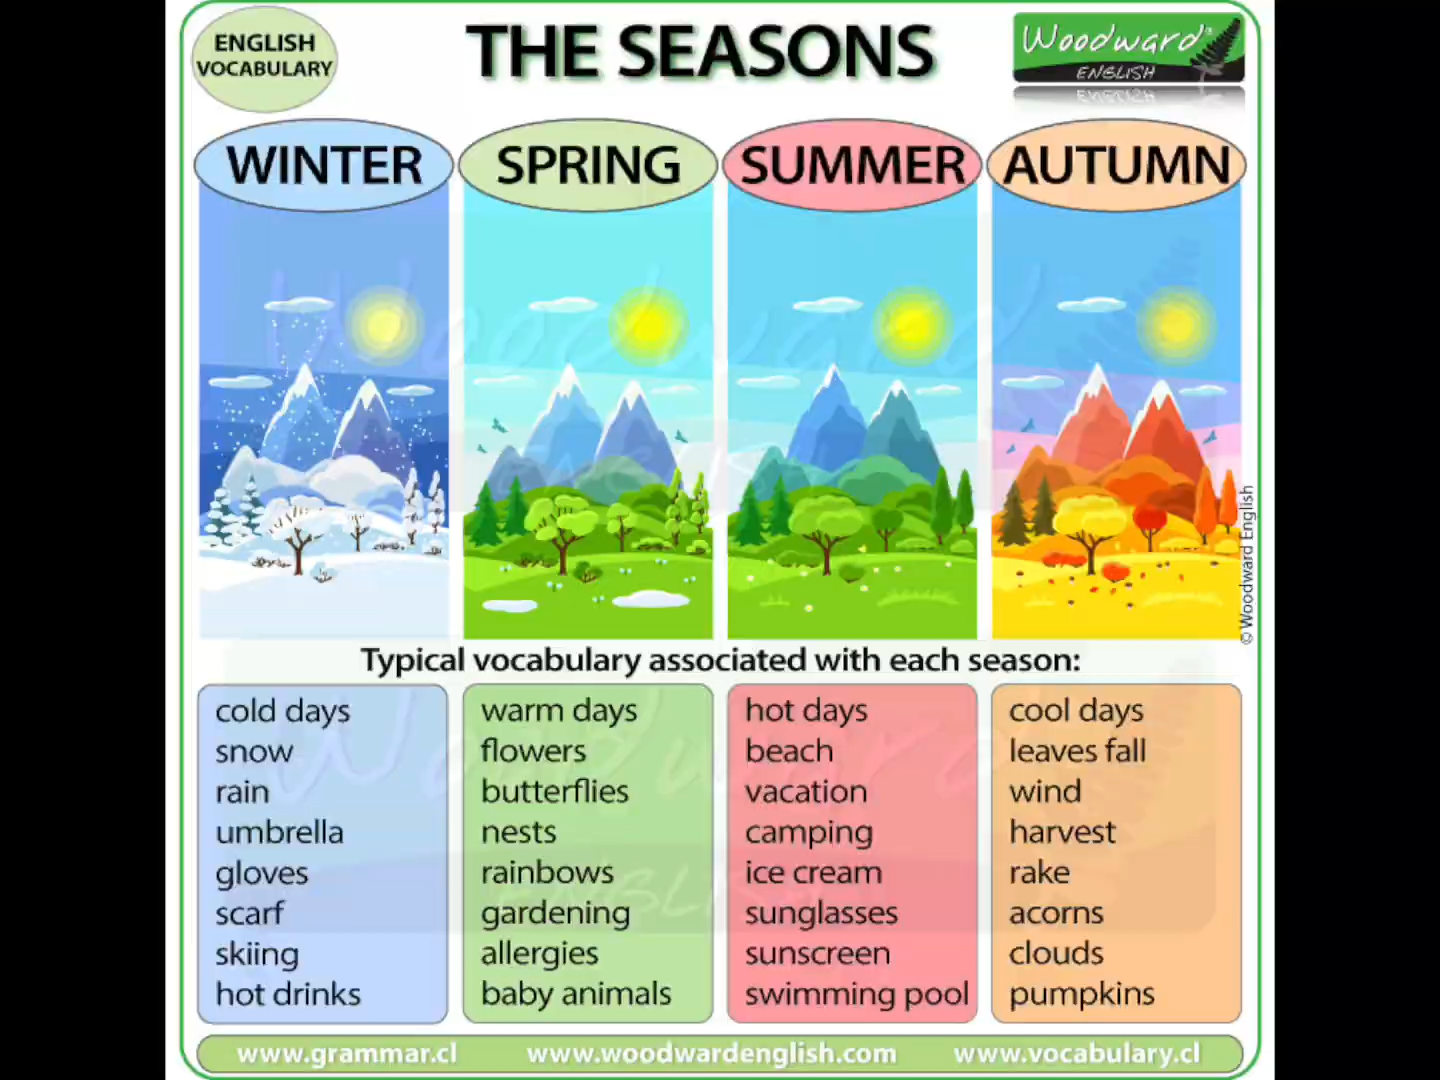 ENGLISH
VOCABULARY
THE SEASONS
Woodward®
ENGLISH
WINTER
SPRING
SUMMER
AUTUMN
© Woodward English
Typical vocabulary associated with each season:
cold days
snow
rain
umbrella
gloves
scarf
skiing
hot drinks
warm days
flowers
butterflies
nests
rainbows
gardening
allergies
baby animals
hot days
beach
vacation
camping
ice cream
sunglasses
sunscreen
swimming pool
cool days
leaves fall
wind
harvest
rake
acorns
clouds
pumpkins
www.grammar.cl www.woodwardenglish.com www.vocabulary.cl